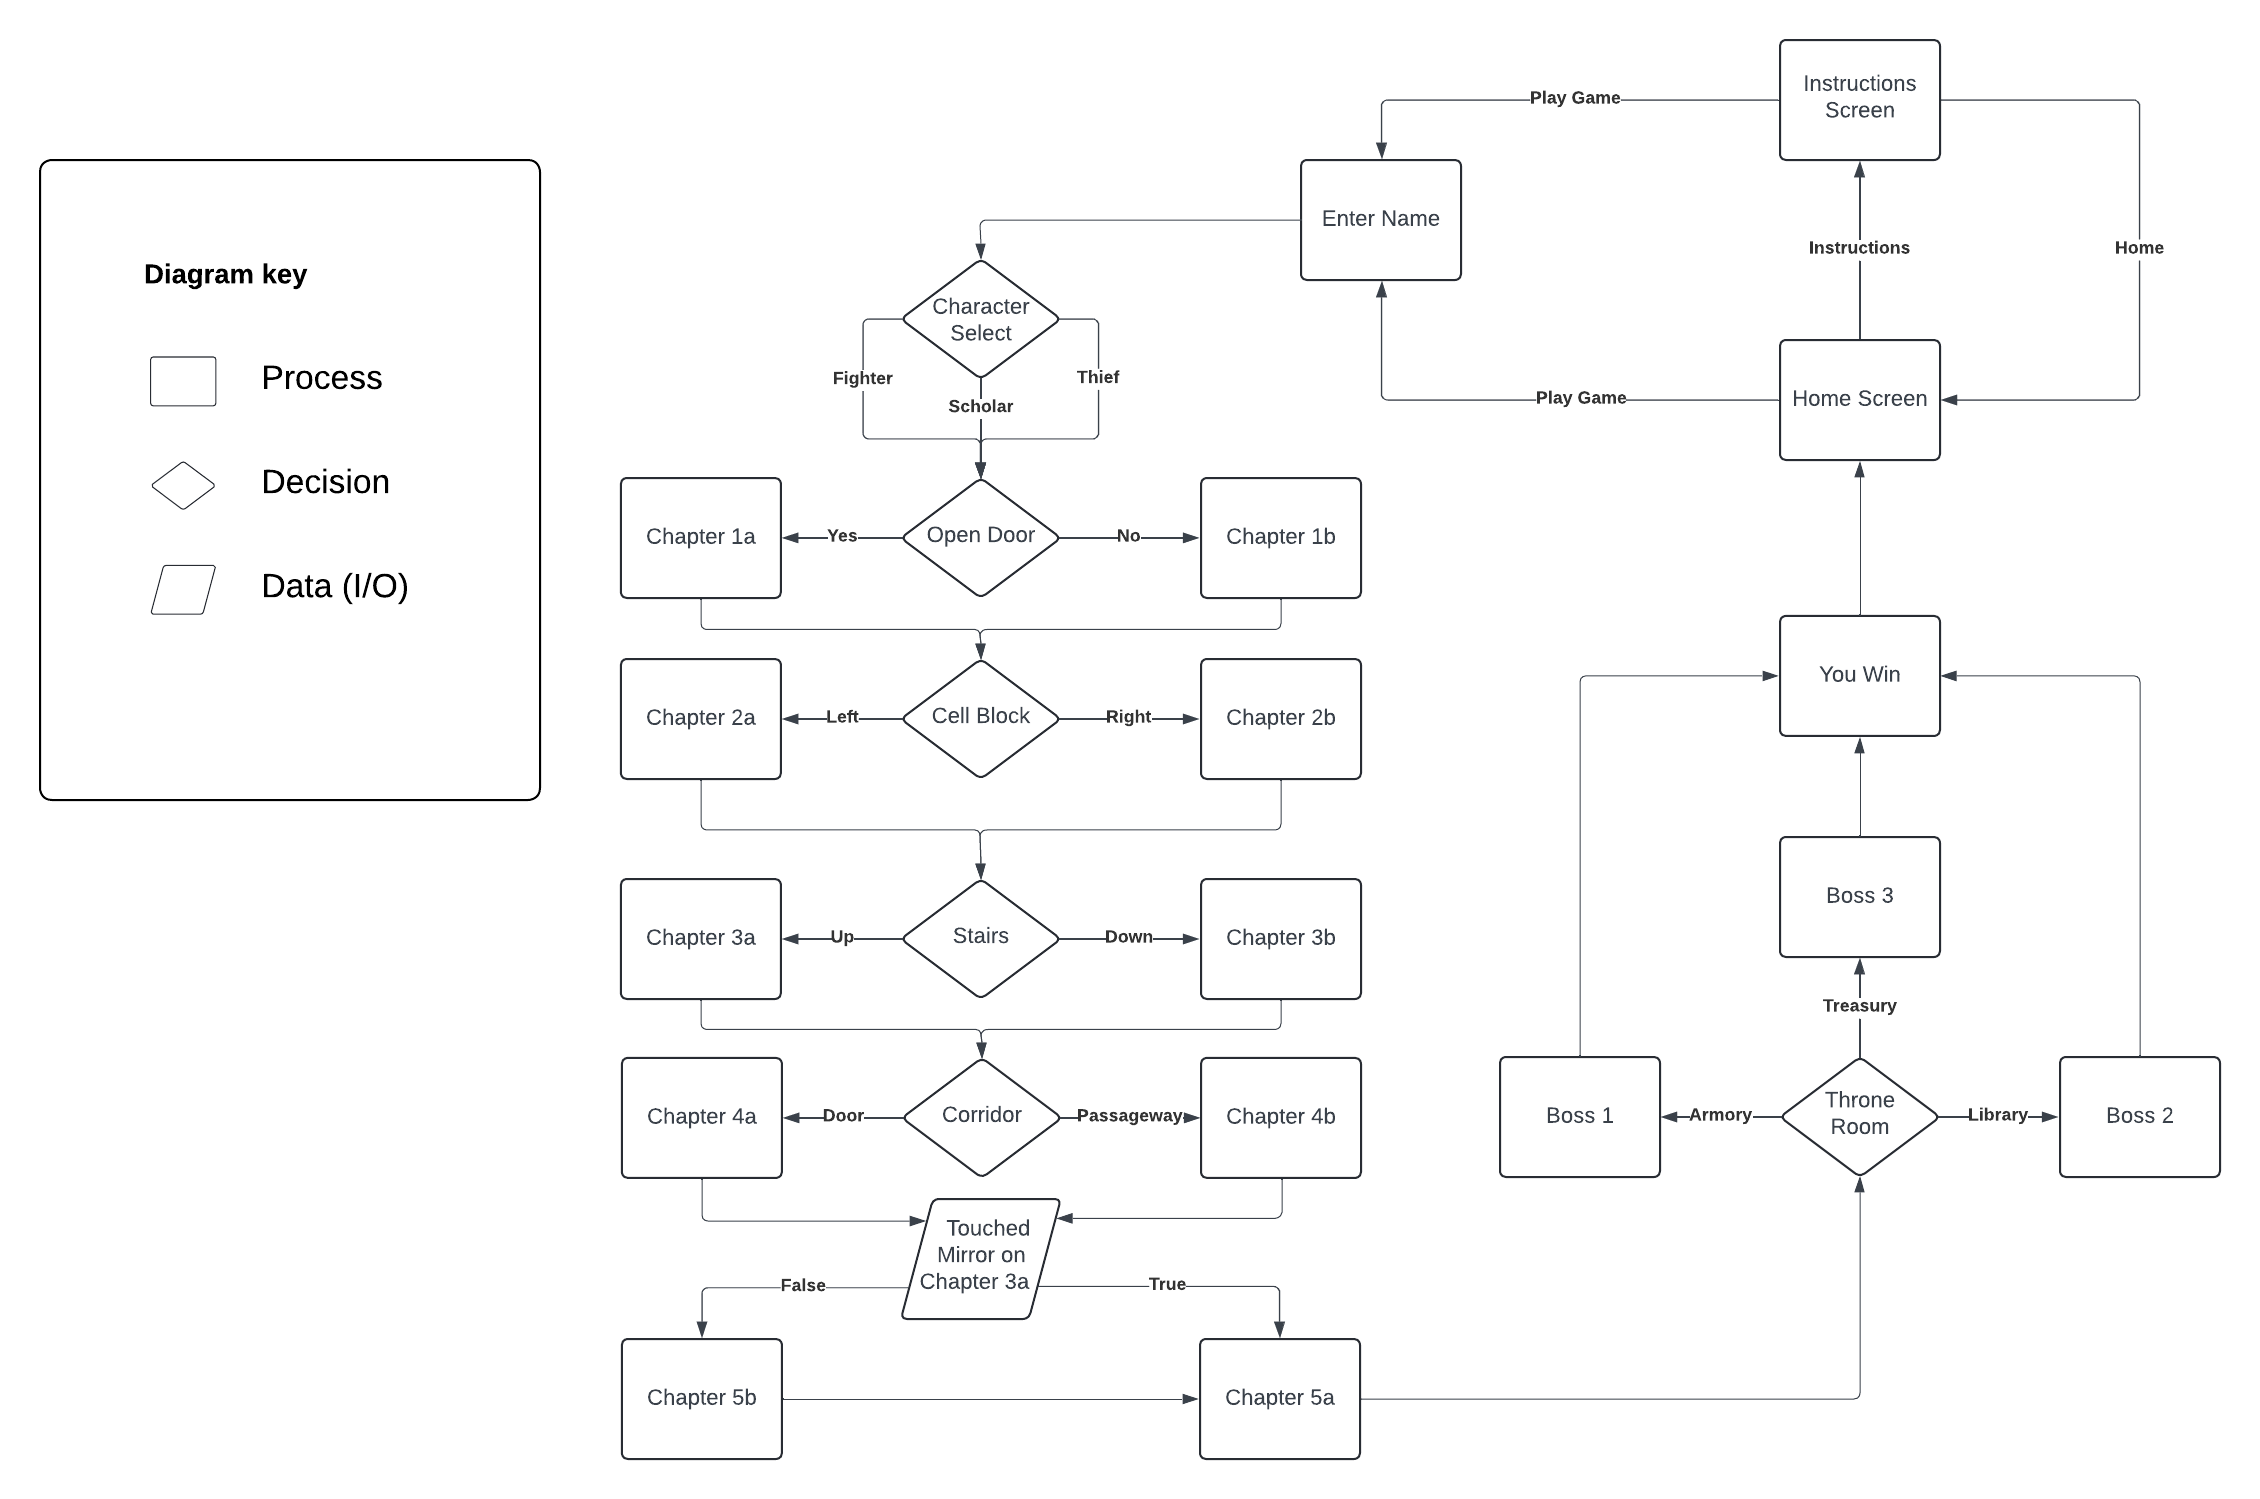 Diagram key
Process
Decision
Data (I/O)
Instructions
Screen
Play Game
Enter Name
Instructions
Home
Character
Select
Fighter
Scholar
Thief
Play Game
Home Screen
Chapter 1a
Yes
Open Door
No
Chapter 1b
Chapter 2a
Left
Cell Block
Right
Chapter 2b
You Win
Chapter 3a
Up
Stairs
Down
Chapter 3b
Boss 3
Treasury
Chapter 4a
Door
Corridor
Passageway
Chapter 4b
Boss 1
Armory
Throne
Room
Library
Boss 2
Touched
Mirror on
Chapter 3a
False
True
Chapter 5b
Chapter 5a